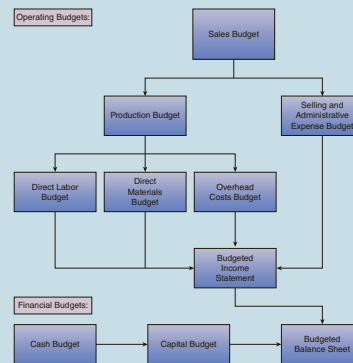 Operating Budgets:
Sales Budget
Production Budget
Selling and
Administrative
Expense Budget
Direct Labor
Budget
Direct
Materials
Budget
Overhead
Costs Budget
Budgeted
Income
Statement
Financial Budgets:
Cash Budget
Capital Budget
Budgeted
Balance Sheet